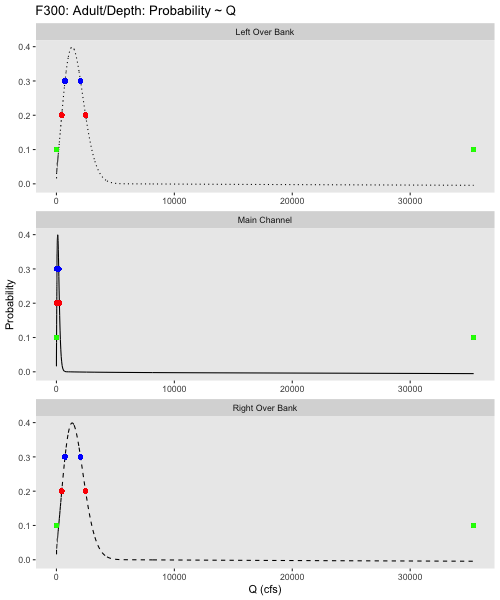 F300: Adult/Depth: Probability ~ Q
Left Over Bank
0.4
0.3
0.2
0.1
0.0
0 10000 20000 30000
Main Channel
0.4
0.3
0.2
0.1
0.0
0 10000 20000 30000
Probability
Right Over Bank
0.4
0.3
0.2
0.1
0.0
0 10000 20000 30000
Q (cfs)